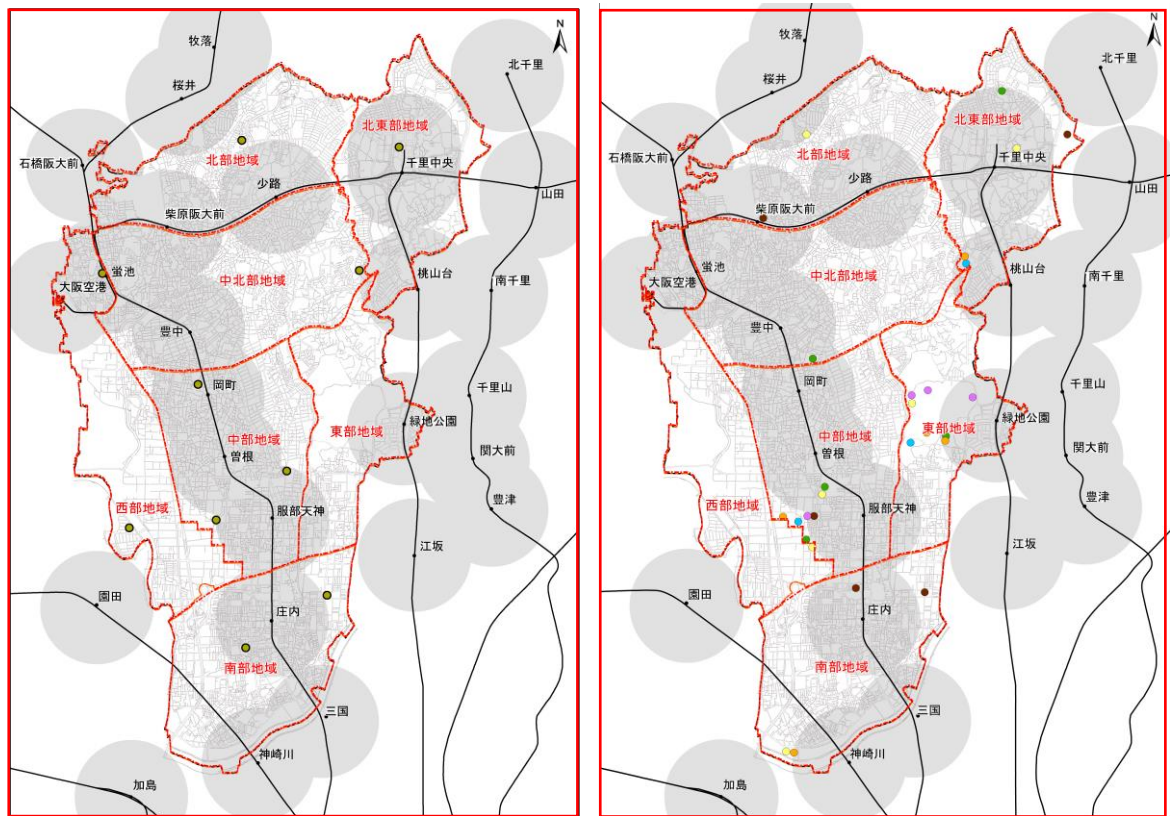 N
牧落
北千里
桜井
北東部地域
北部地域
石橋阪大前
千里中央
少路
山田
柴原阪大前
蛍池
中北部地域
桃山台
南千里
大阪空港
豊中
岡町
千里山
緑地公園
中部地域
東部地域
曽根
関大前
豊津
西部地域
服部天神
江坂
園田
庄内
南部地域
三国
神崎川
加島
N
牧落
北千里
桜井
北東部地域
北部地域
石橋阪大前
千里中央
少路
山田
柴原阪大前
蛍池
中北部地域
桃山台
南千里
大阪空港
豊中
岡町
千里山
緑地公園
中部地域
東部地域
曽根
関大前
豊津
西部地域
服部天神
江坂
園田
庄内
南部地域
三国
神崎川
加島